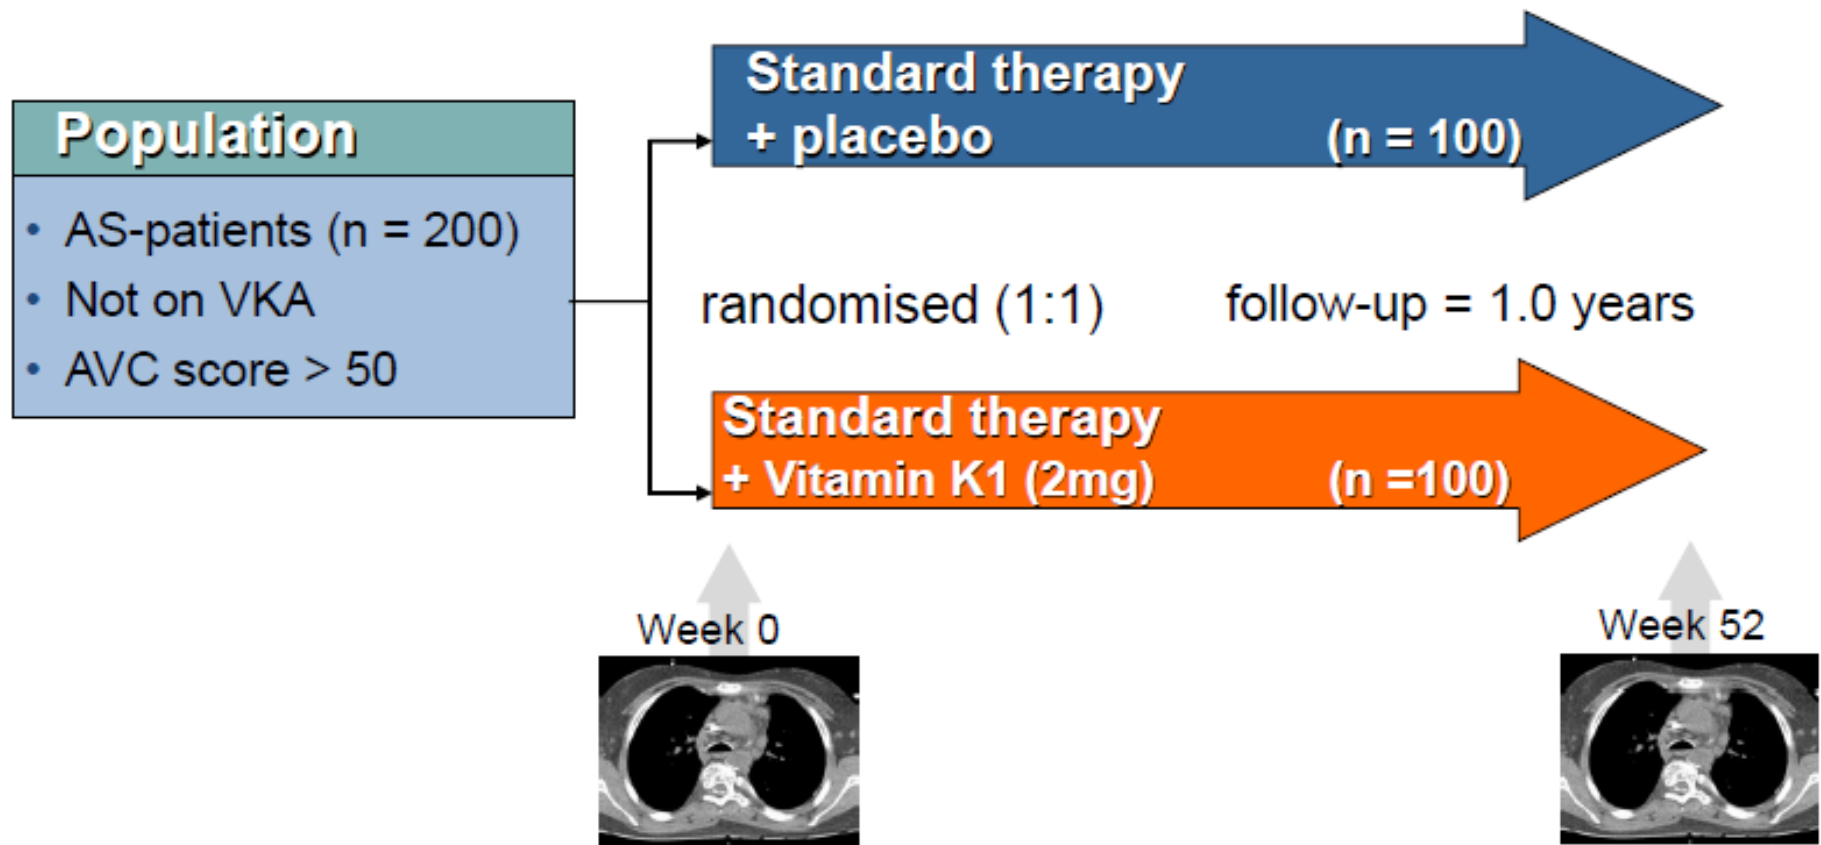 Population
• AS-patients (n = 200)
• Not on VKA
• AVC score > 50
Standard therapy
+ placebo (n = 100)
randomised (1:1) follow-up = 1.0 years
Standard therapy
+ Vitamin K1 (2mg) (n =100)
Week 0
Week 52